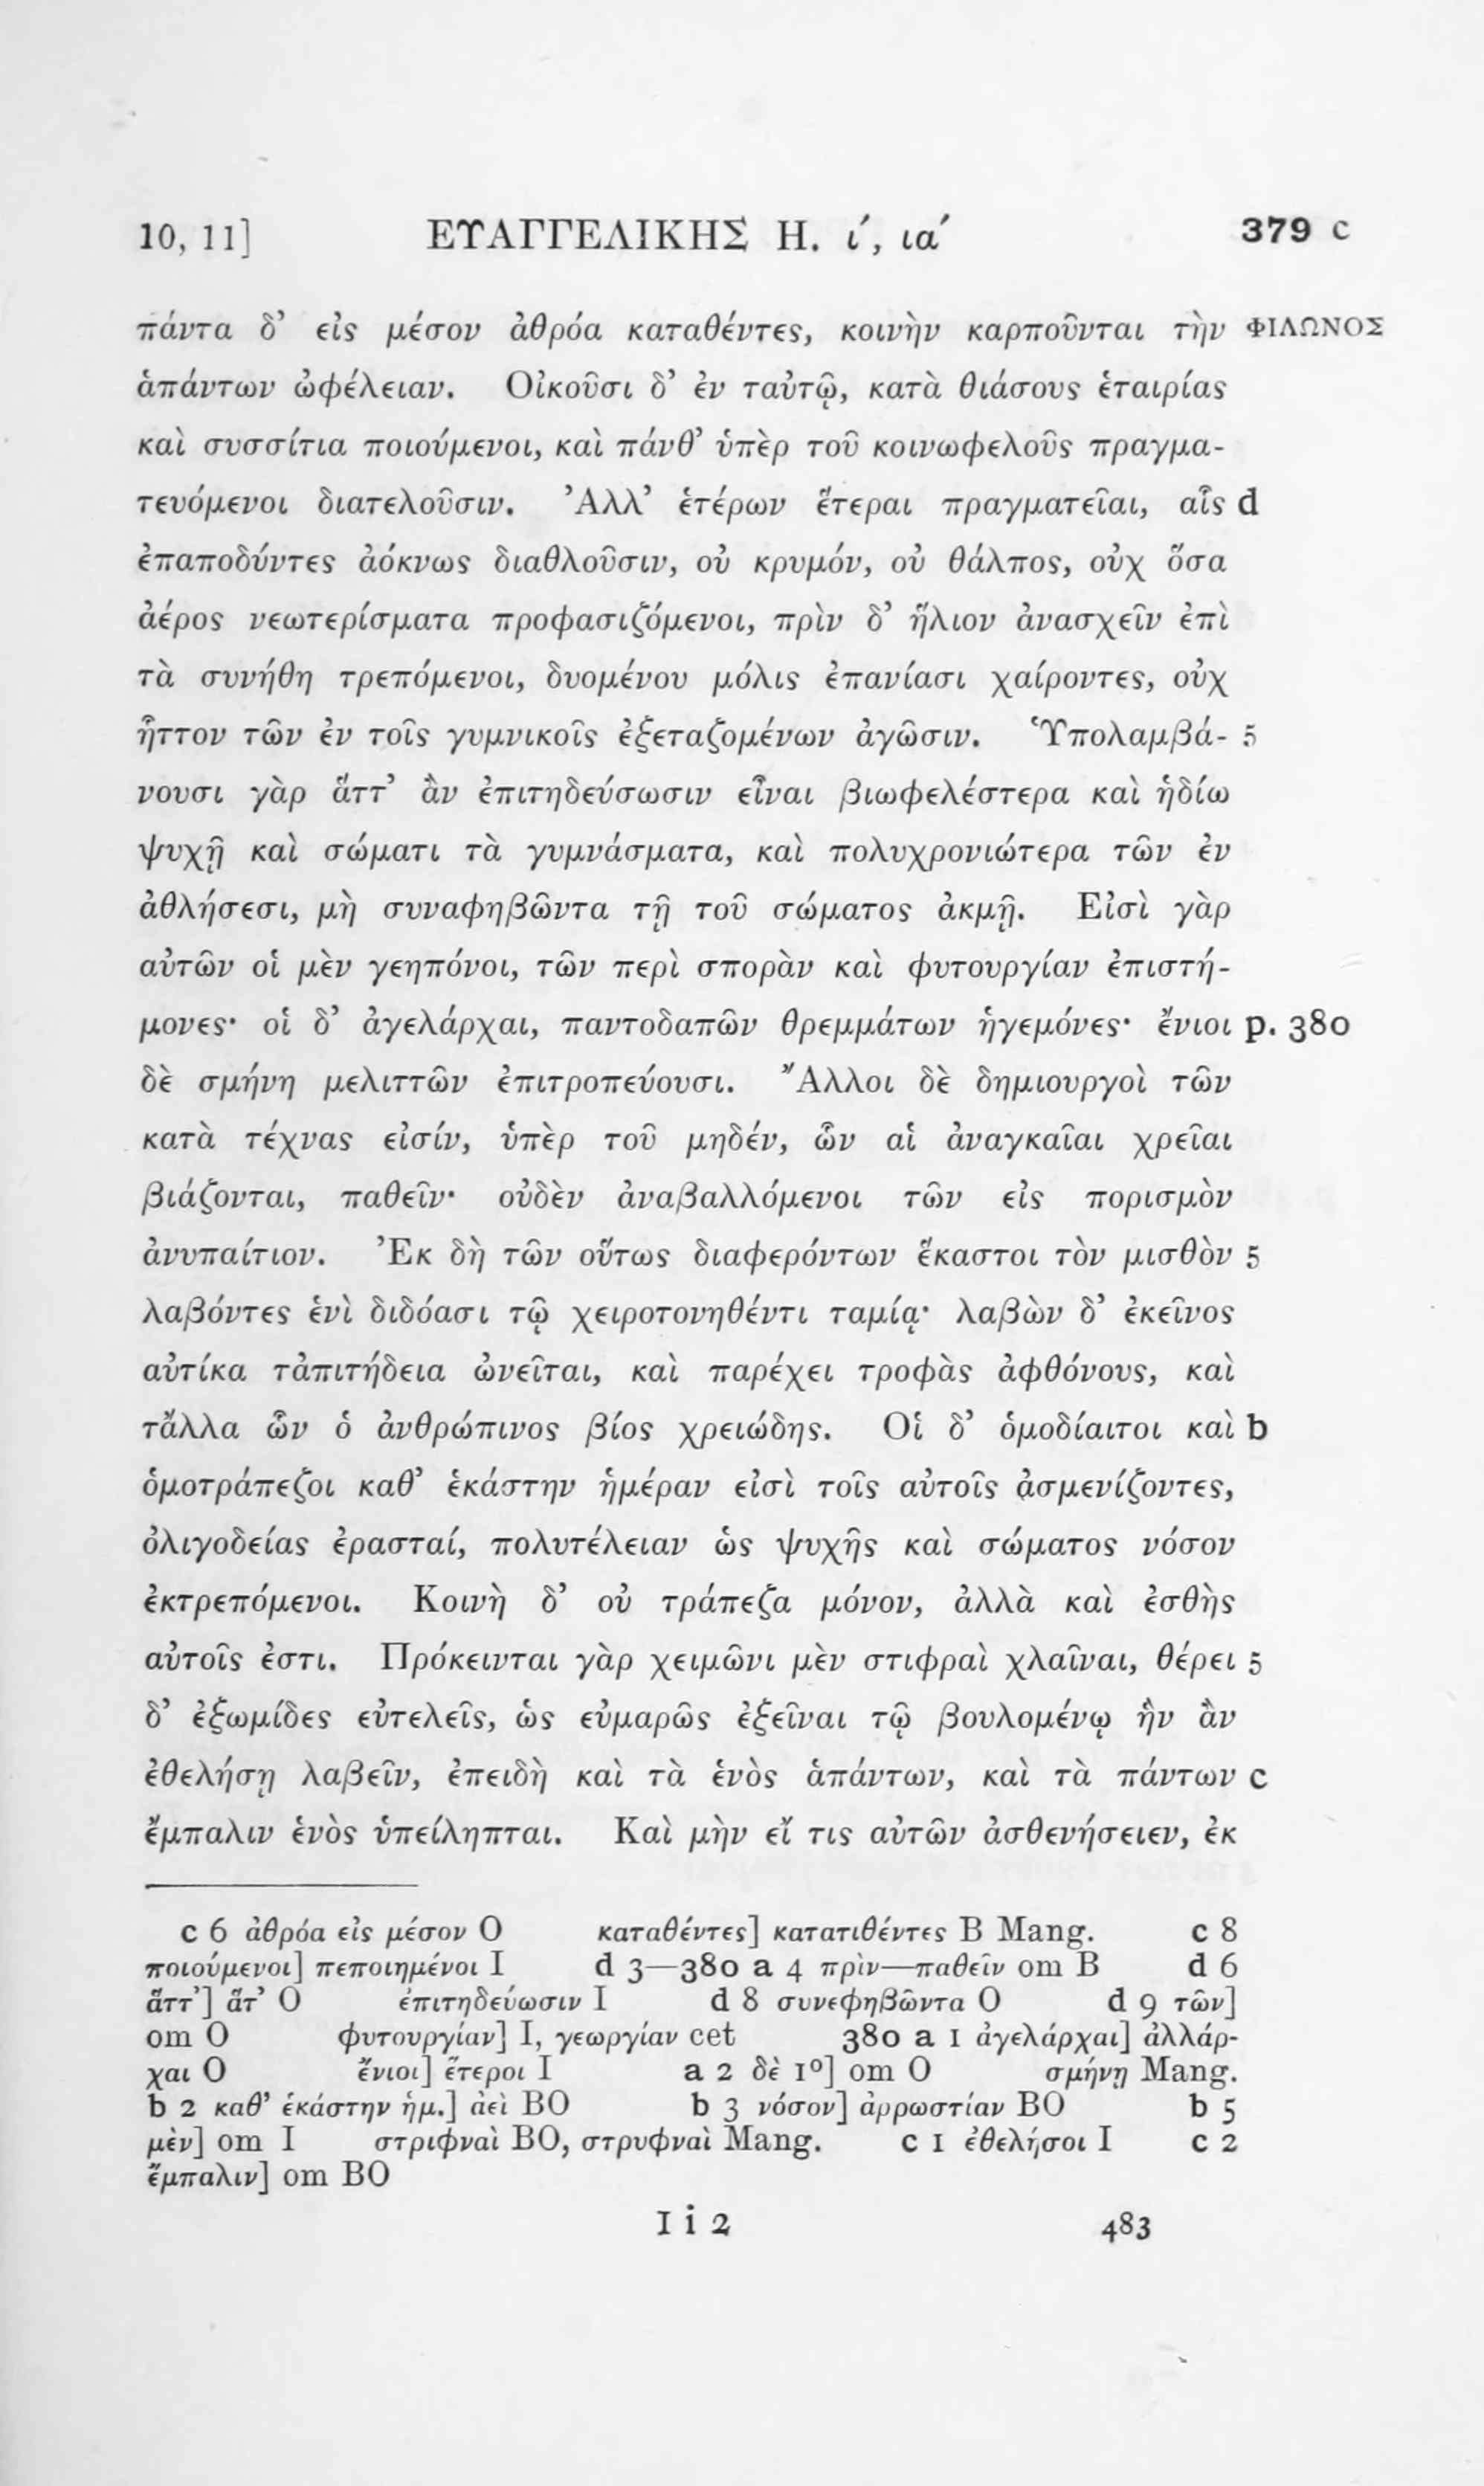 10, 11] ΕΥΑΓΓΕΛΙΚΗΣ Η. ι´, ια´ 379 c
πάντα δ’ εἰς μέσον ἀθρόα καταθέντες, κοινὴν καρποῦνται τὴν ΦΙΛΩΝΟΣ
ἁπάντων ὠφέλειαν. Οἰκοῦσι δ’ ἐν ταὐτῷ, κατὰ θιάσους ἑταιρίας
καὶ συσσίτια ποιούμενοι, καὶ πάνθ’ ὑπὲρ τοῦ κοινωφελοῦς πραγμα-
τευόμενοι διατελοῦσιν. Ἀλλ’ ἑτέρων ἕτεραι πραγματεῖαι, αἷς d
ἐπαποδύντες ἀόκνως διαθλοῦσιν, οὐ κρυμόν, οὐ θάλπος, οὐχ ὅσα
ἀέρος νεωτερίσματα προφασιζόμενοι, πρὶν δ’ ἥλιον ἀνασχεῖν ἐπὶ
τὰ συνήθη τρεπόμενοι, δυομένου μόλις ἐπανίασι χαίροντες, οὐχ
ἧττον τῶν ἐν τοῖς γυμνικοῖς ἐξεταζομένων ἀγῶσιν. Ὑπολαμβά- 5
νουσι γὰρ ἅττ’ ἂν ἐπιτηδεύσωσιν εἶναι βιωφελέστερα καὶ ἡδίω
ψυχῇ καὶ σώματι τὰ γυμνάσματα, καὶ πολυχρονιώτερα τῶν ἐν
ἀθλήσεσι, μὴ συναφηβῶντα τῇ τοῦ σώματος ἀκμῇ. Εἰσὶ γὰρ
αὐτῶν οἱ μὲν γεηπόνοι, τῶν περὶ σπορὰν καὶ φυτουργίαν ἐπιστή-
μονες· οἱ δ’ ἀγελάρχαι, παντοδαπῶν θρεμμάτων ἡγεμόνες· ἔνιοι p. 380
δὲ σμήνη μελιττῶν ἐπιτροπεύουσι. Ἄλλοι δὲ δημιουργοὶ τῶν
κατὰ τέχνας εἰσίν, ὑπὲρ τοῦ μηδέν, ὧν αἱ ἀναγκαῖαι χρεῖαι
βιάζονται, παθεῖν· οὐδὲν ἀναβαλλόμενοι τῶν εἰς πορισμὸν
ἀνυπαίτιον. Ἐκ δὴ τῶν οὕτως διαφερόντων ἕκαστοι τὸν μισθὸν 5
λαβόντες ἑνὶ διδόασι τῷ χειροτονηθέντι ταμίᾳ· λαβὼν δ’ ἐκεῖνος
αὐτίκα τἀπιτήδεια ὠνεῖται, καὶ παρέχει τροφὰς ἀφθόνους, καὶ
τἄλλα ὧν ὁ ἀνθρώπινος βίος χρειώδης. Οἱ δ’ ὁμοδίαιτοι καὶ b
ὁμοτράπεζοι καθ’ ἑκάστην ἡμέραν εἰσὶ τοῖς αὐτοῖς ἀσμενίζοντες,
ὀλιγοδείας ἐρασταί, πολυτέλειαν ὡς ψυχῆς καὶ σώματος νόσον
ἐκτρεπόμενοι. Κοινὴ δ’ οὐ τράπεζα μόνον, ἀλλὰ καὶ ἐσθὴς
αὐτοῖς ἐστι. Πρόκεινται γὰρ χειμῶνι μὲν στιφραὶ χλαῖναι, θέρει 5
δ’ ἐξωμίδες εὐτελεῖς, ὡς εὐμαρῶς ἐξεῖναι τῷ βουλομένῳ ἣν ἂν
ἐθελήσῃ λαβεῖν, ἐπειδὴ καὶ τὰ ἑνὸς ἁπάντων, καὶ τὰ πάντων c
ἔμπαλιν ἑνὸς ὑπείληπται. Καὶ μὴν εἴ τις αὐτῶν ἀσθενήσειεν, ἐκ
c 6 ἀθρόα εἰς μέσον O καταθέντες] κατατιθέντες B Mang. c 8
ποιούμενοι] πεποιημένοι I d 3—380 a 4 πρὶν—παθεῖν om B d 6
ἅττ’] ἅτ’ O ἐπιτηδεύωσιν I d 8 συνεφηβῶντα O d 9 τῶν]
om O φυτουργίαν] I, γεωργίαν cet 380 a 1 ἀγελάρχαι] ἀλλάρ-
χαι O ἔνιοι] ἕτεροι I a 2 δὲ 1º] om O σμήνῃ Mang.
b 2 καθ’ ἑκάστην ἡμ.] ἀεὶ BO b 3 νόσον] ἀρρωστίαν BO b 5
μὲν] om I στριφναὶ BO, στρυφναὶ Mang. c 1 ἐθελήσοι I c 2
ἔμπαλιν] om BO
I i 2 483